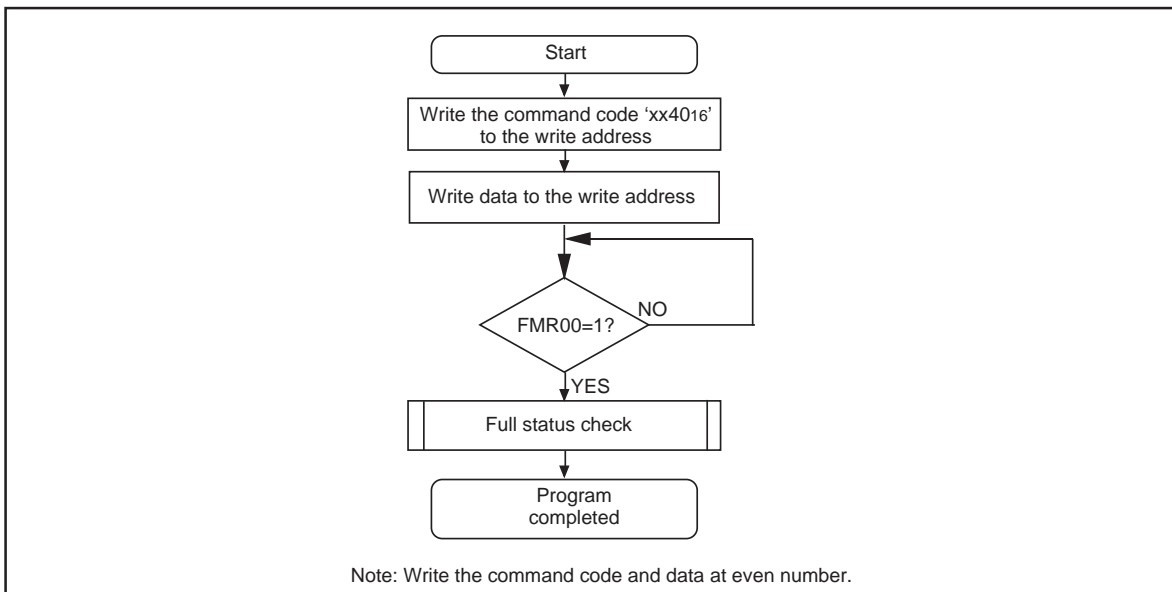 Start
Write the command code ‘xx4016’
to the write address
Write data to the write address
FMR00=1?
NO
YES
Full status check
Program
completed
Note: Write the command code and data at even number.